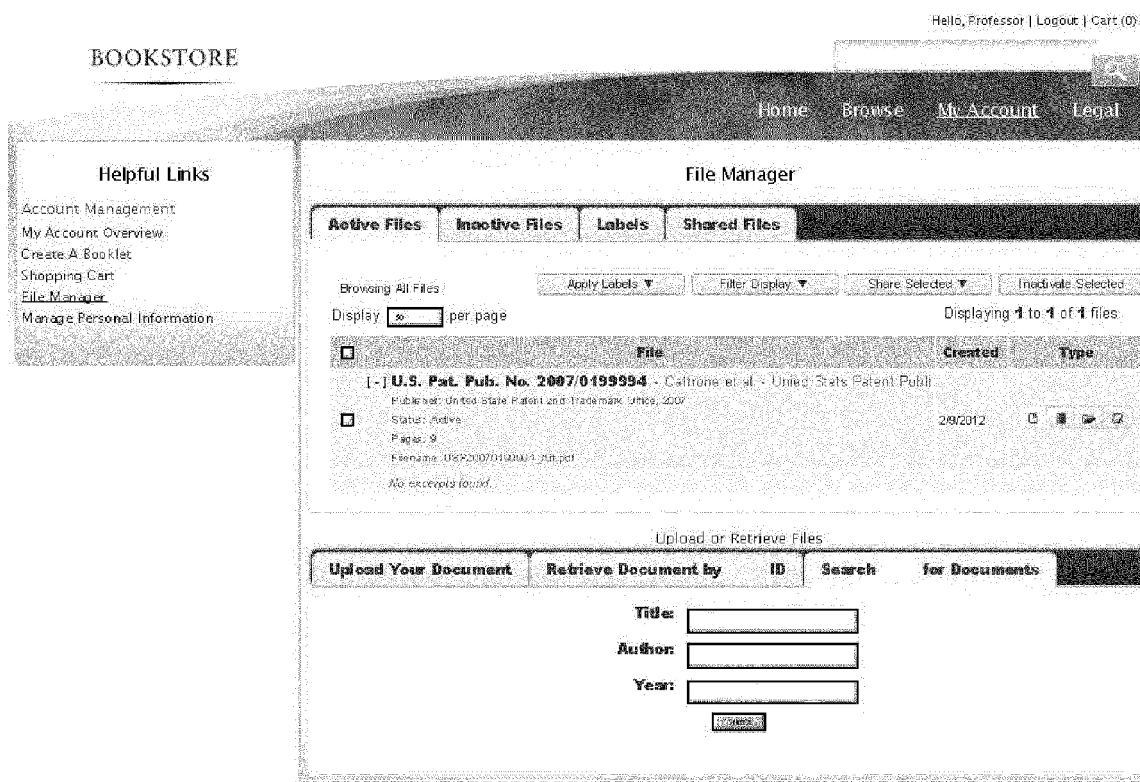 Hello, Professor | Logout | Cart (0)
BOOKSTORE
Home Browse My Account Legal
Helpful Links
Account Management
My Account Overview
Create A Booklet
Shopping Cart
File Manager
Manage Personal Information
File Manager
Active Files Inactive Files Labels Shared Files
Browsing All Files Apply Labels ▼ Filter Display ▼ Share Selected ▼ Inactivate Selected
Display per page Displaying 1 to 1 of 1 files
File Created Type
[-] U.S. Pat. Pub. No. 2007/0199994 - et al. - United Stats Patent Publi
Publisher: United State Patent and Trademark Office, 2007
Status: Active
2/9/2012
Pages: 9
Filename:
No excerpts found.
Upload or Retrieve Files
Upload Your Document Retrieve Document by ID Search for Documents
Title:
Author:
Year: